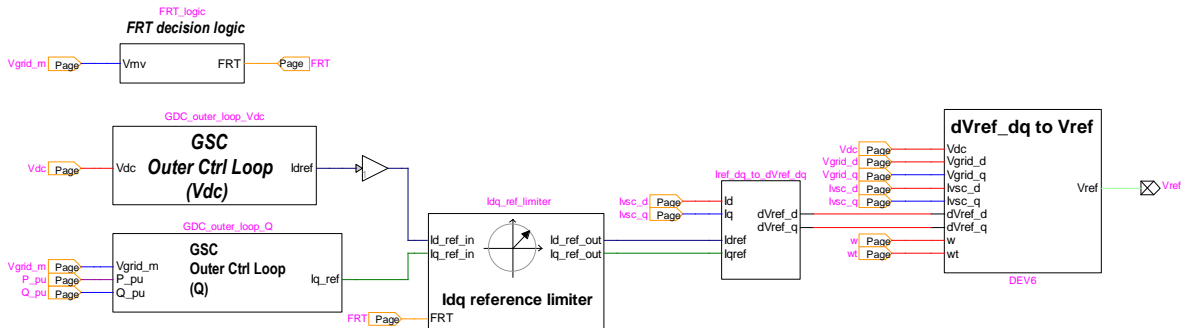 FRT_logic
FRT decision logic
Vgrid_m Page Vmv FRT Page FRT
GDC_outer_loop_Vdc
GSC
Outer Ctrl Loop
(Vdc)
Vdc Page Vdc Idref
GDC_outer_loop_Q
GSC
Outer Ctrl Loop
(Q)
Vgrid_m Page Vgrid_m
P_pu Page P_pu
Q_pu Page Q_pu
Iq_ref
Idq_ref_limiter
Id_ref_in Id_ref_out
Iq_ref_in Iq_ref_out
Idq reference limiter
FRT Page FRT
Iref_dq_to_dVref_dq
Ivsc_d Page Id
Ivsc_q Page Iq
dVref_d
dVref_q
Idref
Iqref
dVref_dq to Vref
Vdc Page Vdc
Vgrid_d Page Vgrid_d
Vgrid_q Page Vgrid_q
Ivsc_d Page Ivsc_d
Ivsc_q Page Ivsc_q
dVref_d
dVref_q
w Page w
wt Page wt
Vref Vref
DEV6